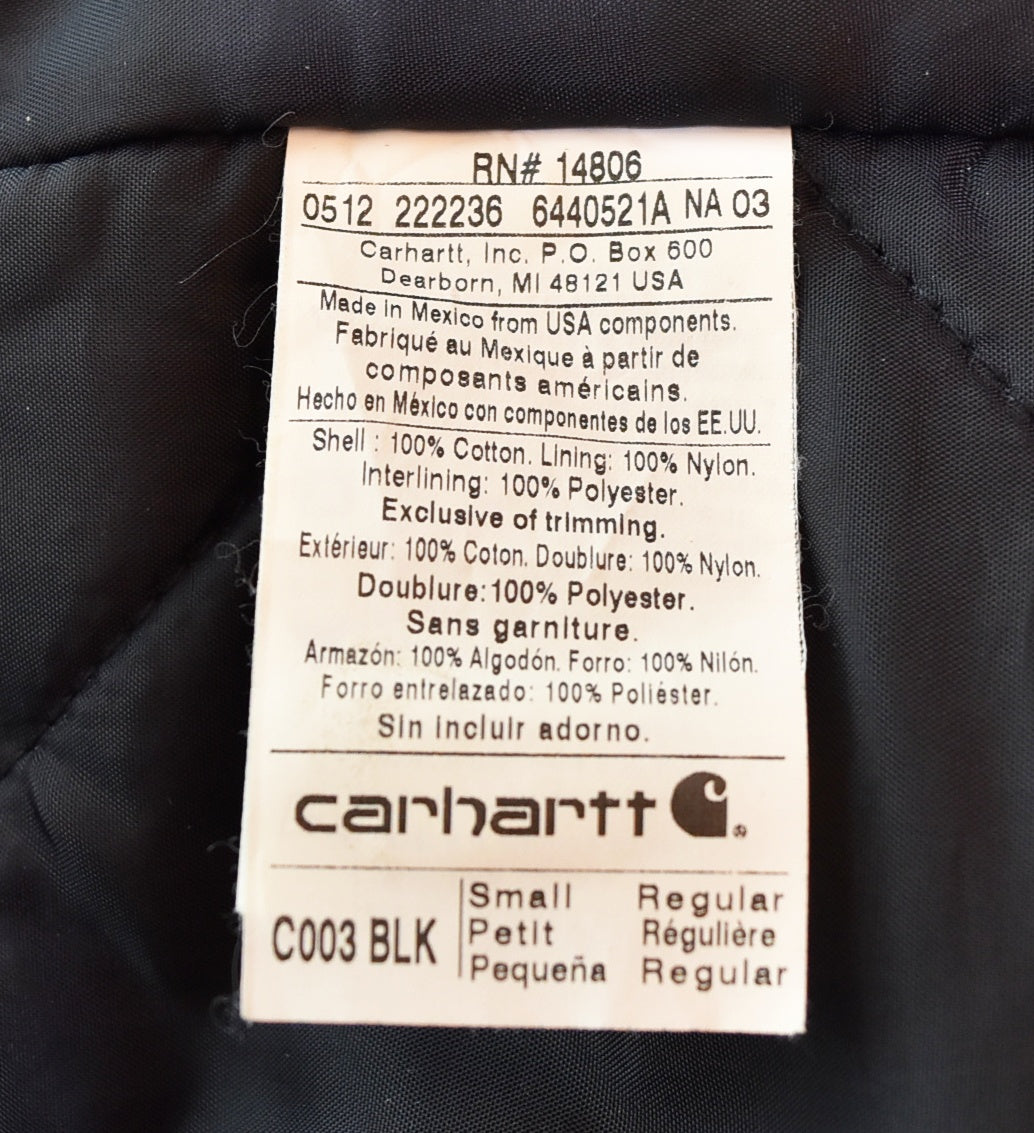 RN# 14806
0512 222236 6440521A NA 03
Carhartt, Inc. P.O. Box 600
Dearborn, MI 48121 USA
Made in Mexico from USA components.
Fabriqué au Mexique à partir de
composants américains.
Hecho en México con componentes de los EE.UU.
Shell : 100% Cotton. Lining: 100% Nylon.
Interlining: 100% Polyester.
Exclusive of trimming.
Extérieur: 100% Coton. Doublure: 100% Nylon.
Doublure:100% Polyester.
Sans garniture.
Armazón: 100% Algodón. Forro: 100% Nilón.
Forro entrelazado: 100% Poliéster.
Sin incluir adorno.
carhartt ®
C003 BLK
Small Regular
Petit Régulière
Pequeña Regular